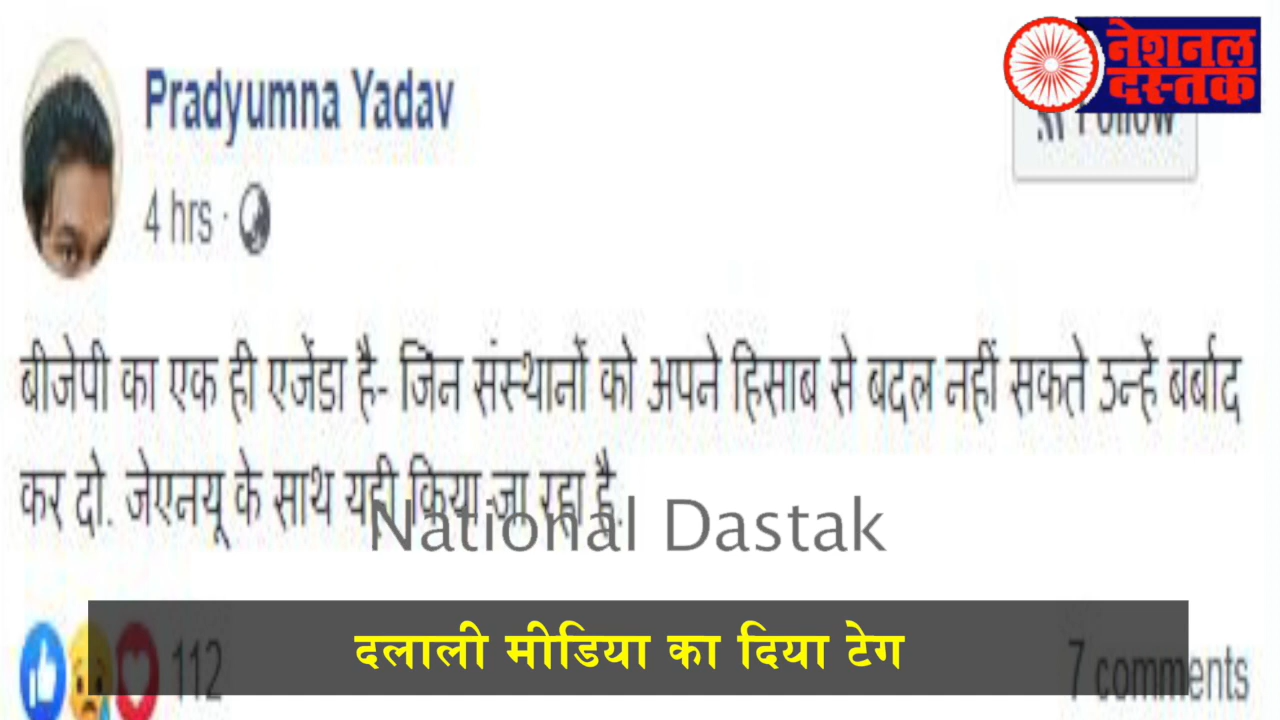 नेशनल
दस्तक
Pradyumna Yadav
Follow
4 hrs ·
बीजेपी का एक ही एजेंडा है- जिन संस्थानों को अपने हिसाब से बदल नहीं सकते उन्हें बर्बाद
कर दो. जेएनयू के साथ यही किया जा रहा है.
National Dastak
दलाली मीडिया का दिया टेग
112
7 comments